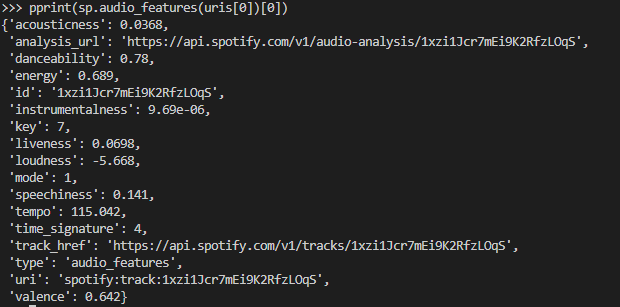 >>> pprint(sp.audio_features(uris[0])[0])
{'acousticness': 0.0368,
 'analysis_url': 'https://api.spotify.com/v1/audio-analysis/1xzi1Jcr7mEi9K2RfzLOqS',
 'danceability': 0.78,
 'energy': 0.689,
 'id': '1xzi1Jcr7mEi9K2RfzLOqS',
 'instrumentalness': 9.69e-06,
 'key': 7,
 'liveness': 0.0698,
 'loudness': -5.668,
 'mode': 1,
 'speechiness': 0.141,
 'tempo': 115.042,
 'time_signature': 4,
 'track_href': 'https://api.spotify.com/v1/tracks/1xzi1Jcr7mEi9K2RfzLOqS',
 'type': 'audio_features',
 'uri': 'spotify:track:1xzi1Jcr7mEi9K2RfzLOqS',
 'valence': 0.642}